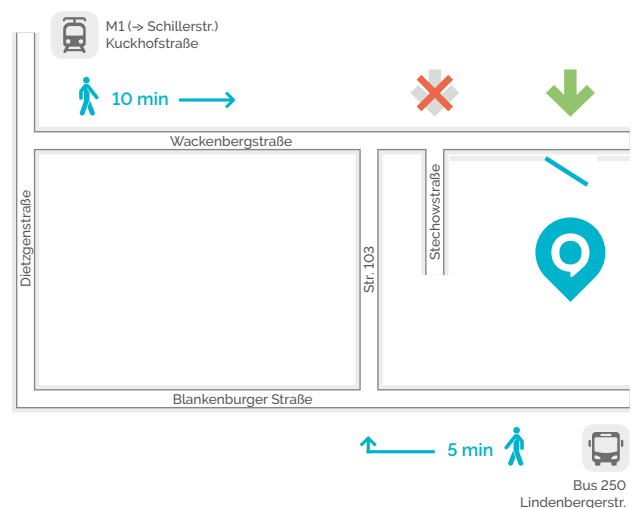 M1 (-> Schillerstr.)
Kuckhofstraße
10 min
Wackenbergstraße
Dietzgenstraße
Str. 103
Stechowstraße
Blankenburger Straße
5 min
Bus 250
Lindenbergerstr.